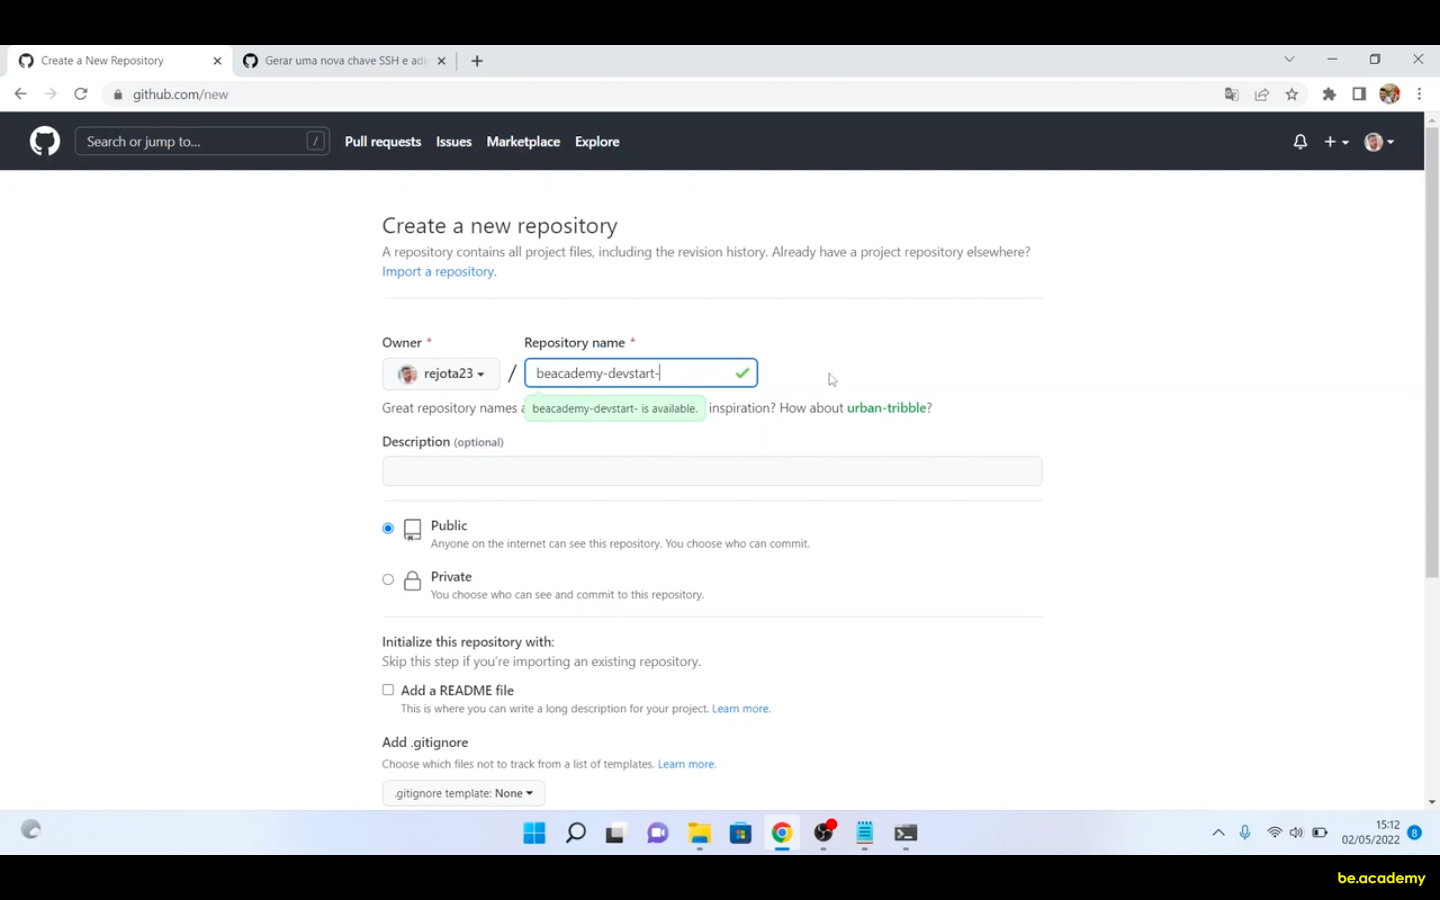 Create a New Repository
Gerar uma nova chave SSH e adi
github.com/new
Search or jump to... /
Pull requests Issues Marketplace Explore
Create a new repository
A repository contains all project files, including the revision history. Already have a project repository elsewhere?
Import a repository.
Owner * Repository name *
rejota23 / beacademy-devstart-
Great repository names a beacademy-devstart- is available. inspiration? How about urban-tribble?
Description (optional)
Public
Anyone on the internet can see this repository. You choose who can commit.
Private
You choose who can see and commit to this repository.
Initialize this repository with:
Skip this step if you're importing an existing repository.
Add a README file
This is where you can write a long description for your project. Learn more.
Add .gitignore
Choose which files not to track from a list of templates. Learn more.
.gitignore template: None
15:12
02/05/2022 8
be.academy